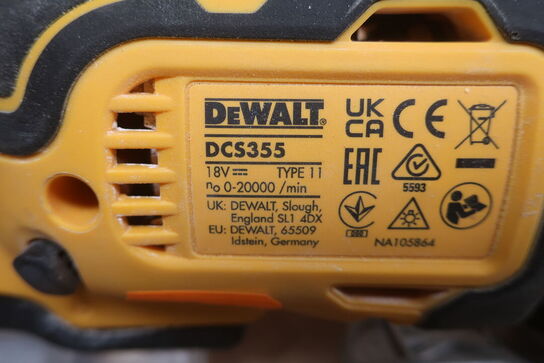 DEWALT®
DCS355
18V TYPE 11
n₀ 0-20000 /min
UK: DEWALT, Slough,
England SL1 4DX
EU: DEWALT, 65509
Idstein, Germany
UK
CA
CE
EAC
5593
NA105864